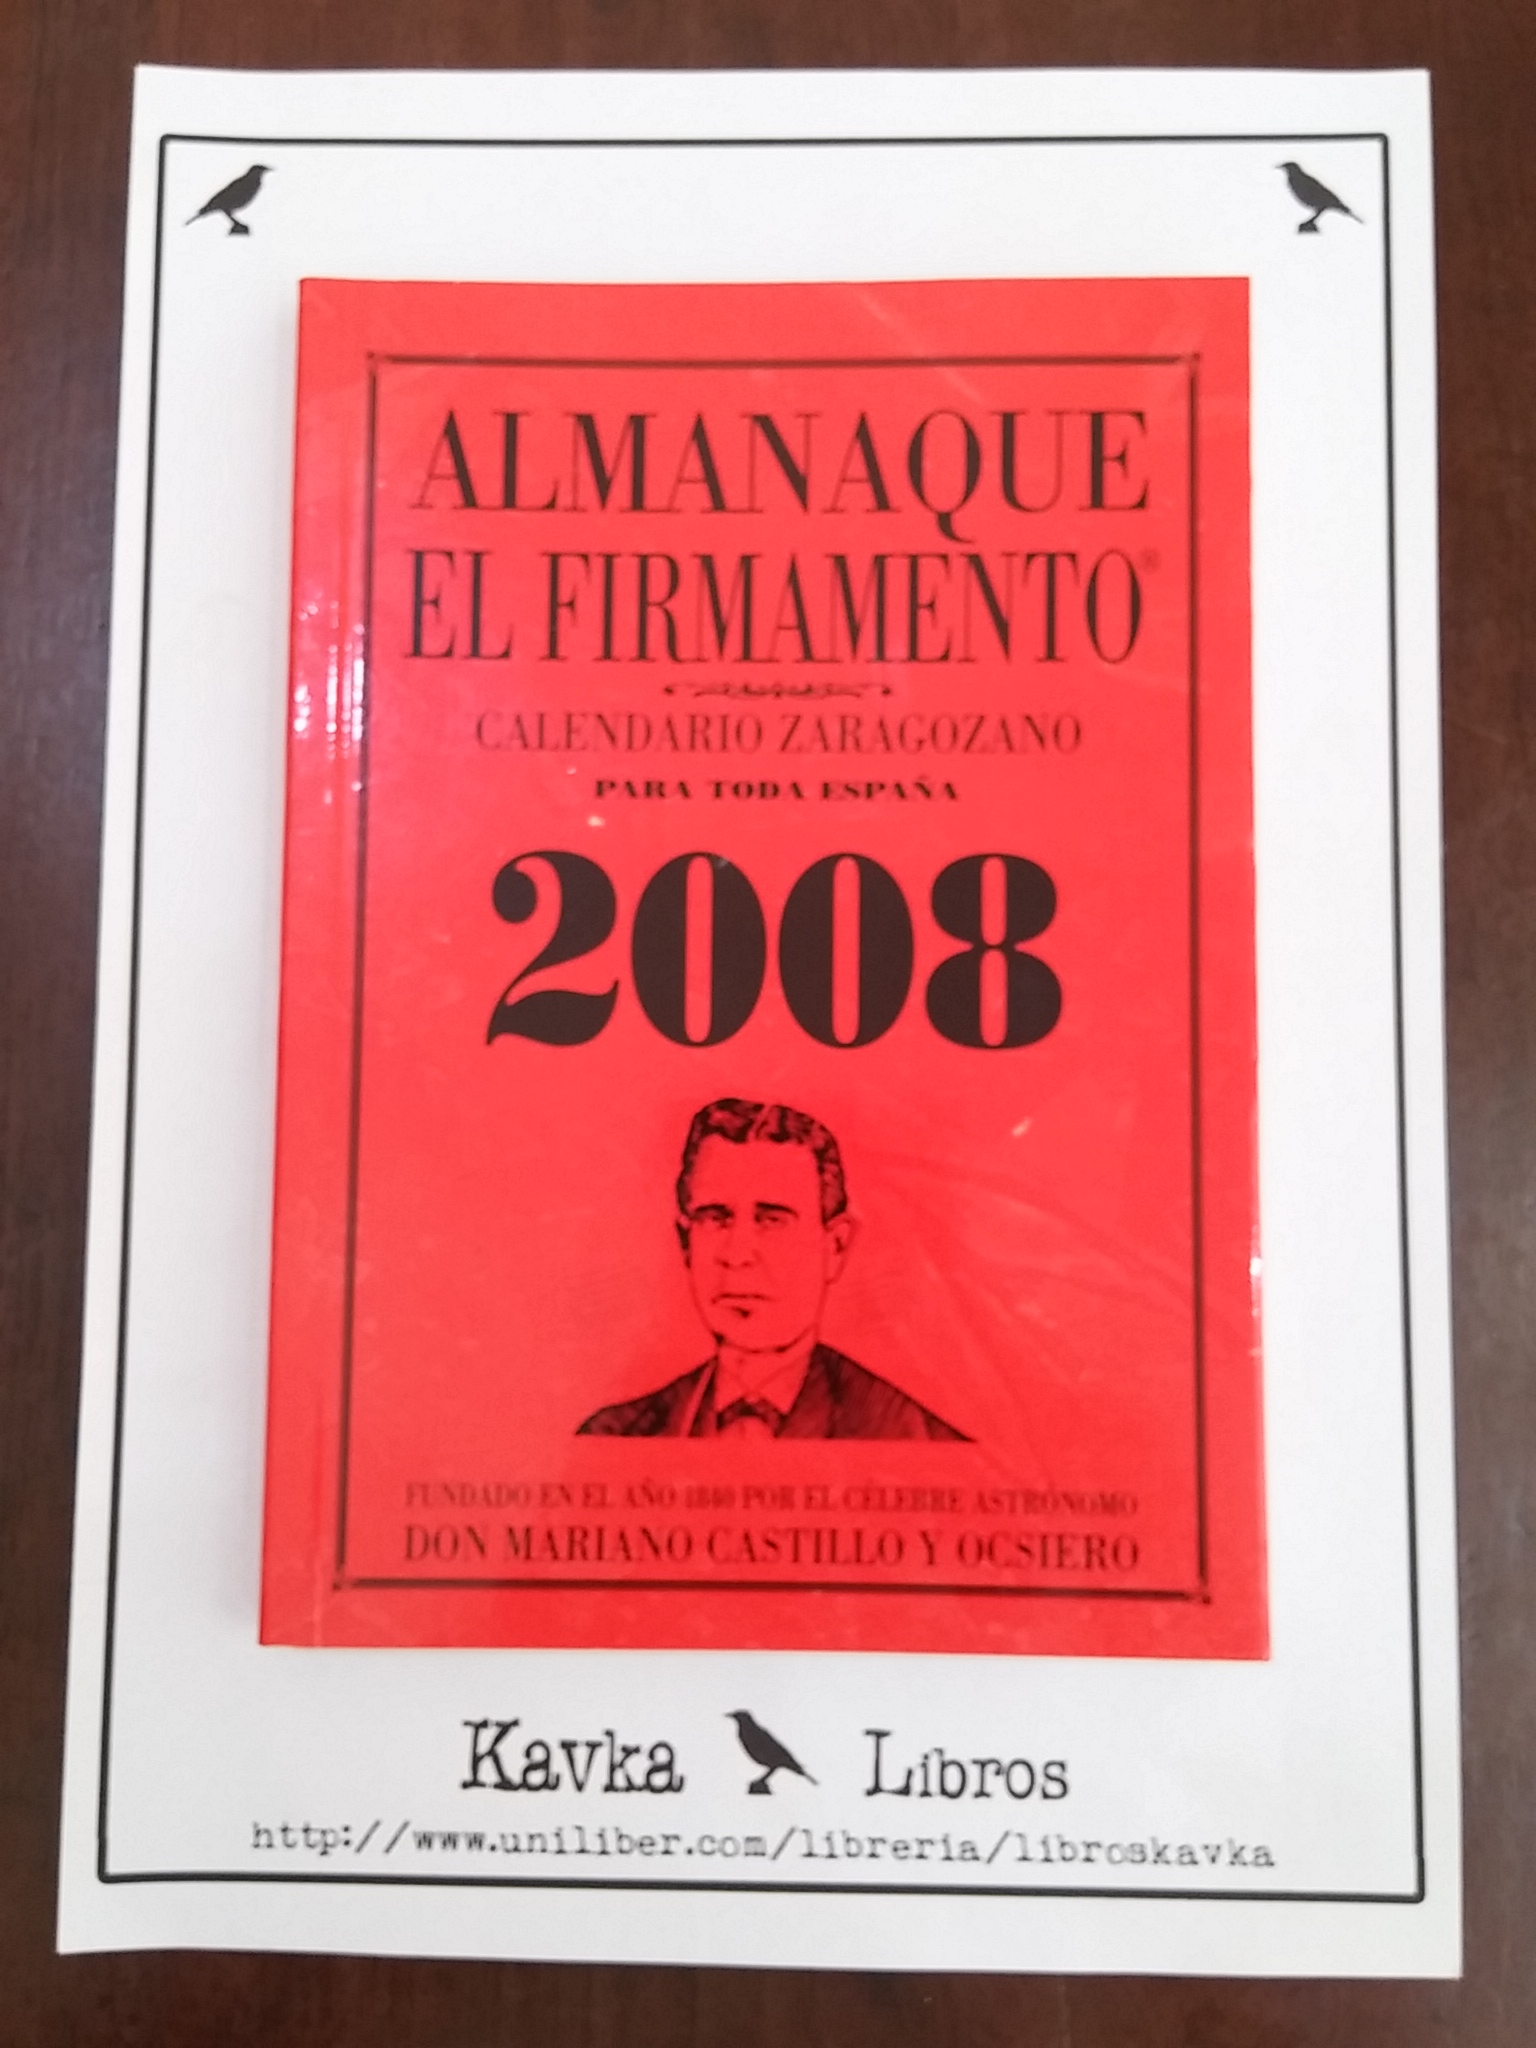 ALMANAQUE
EL FIRMAMENTO®
CALENDARIO ZARAGOZANO
PARA TODA ESPAÑA
2008
FUNDADO EN EL AÑO 1840 POR EL CÉLEBRE ASTRÓNOMO
DON MARIANO CASTILLO Y OCSIERO
Kavka Libros
http://www.uniliber.com/libreria/libroskavka